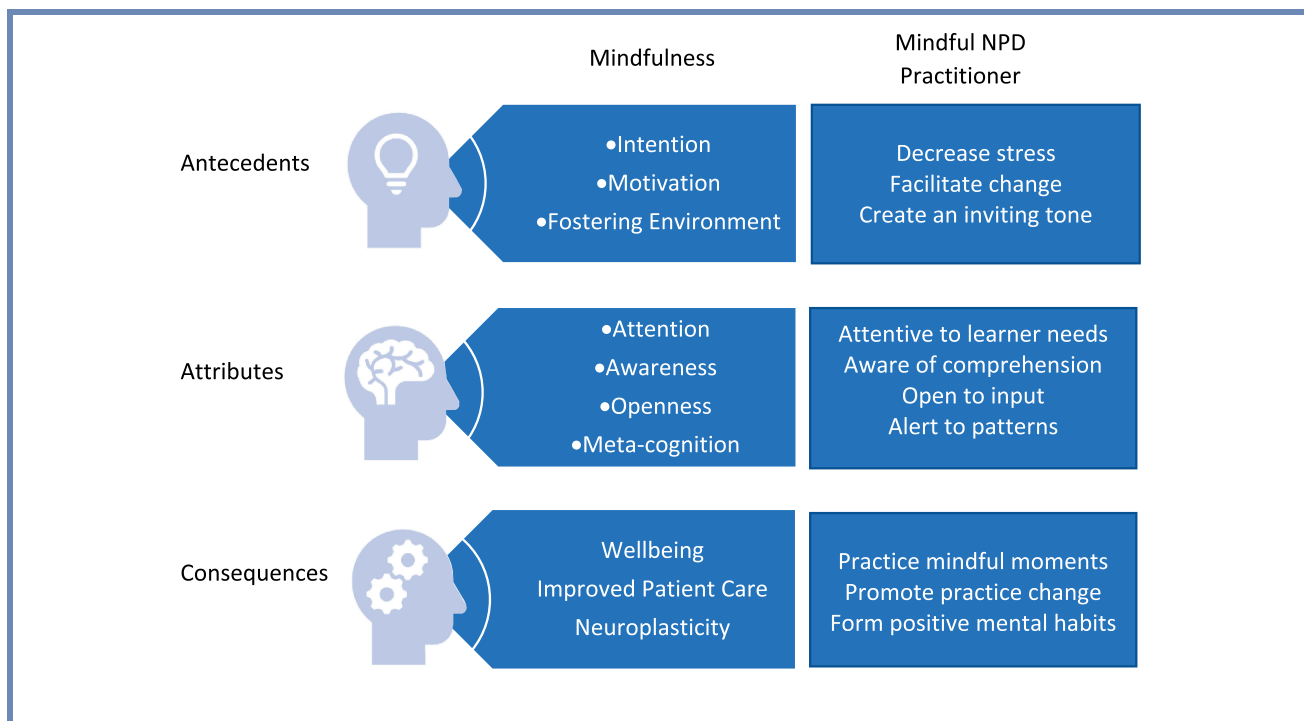 Mindfulness
Mindful NPD
Practitioner
Antecedents
●Intention
●Motivation
●Fostering Environment
Decrease stress
Facilitate change
Create an inviting tone
Attributes
●Attention
●Awareness
●Openness
●Meta-cognition
Attentive to learner needs
Aware of comprehension
Open to input
Alert to patterns
Consequences
Wellbeing
Improved Patient Care
Neuroplasticity
Practice mindful moments
Promote practice change
Form positive mental habits